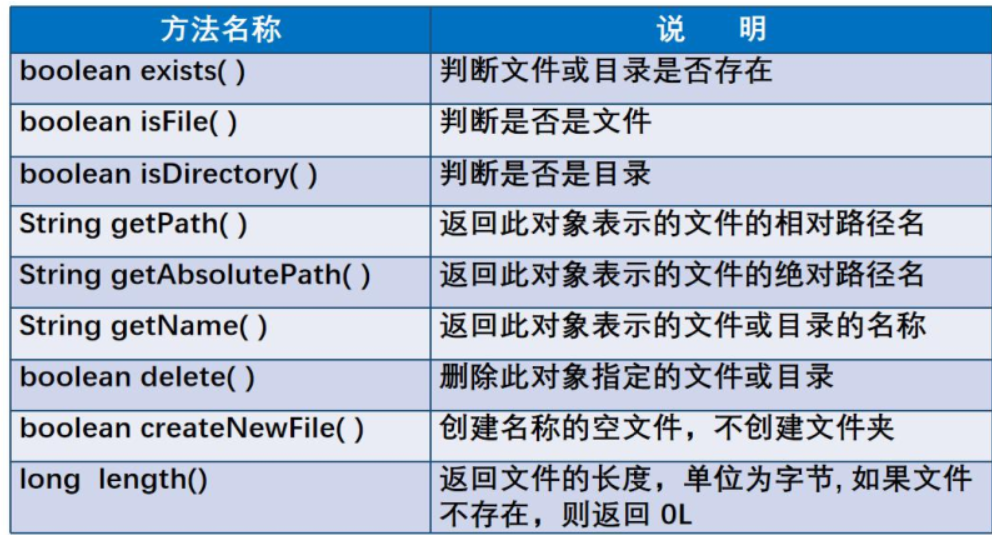 方法名称 说 明
boolean exists( ) 判断文件或目录是否存在
boolean isFile( ) 判断是否是文件
boolean isDirectory( ) 判断是否是目录
String getPath( ) 返回此对象表示的文件的相对路径名
String getAbsolutePath( ) 返回此对象表示的文件的绝对路径名
String getName( ) 返回此对象表示的文件或目录的名称
boolean delete( ) 删除此对象指定的文件或目录
boolean createNewFile( ) 创建名称的空文件，不创建文件夹
long length() 返回文件的长度，单位为字节, 如果文件
不存在，则返回 0L